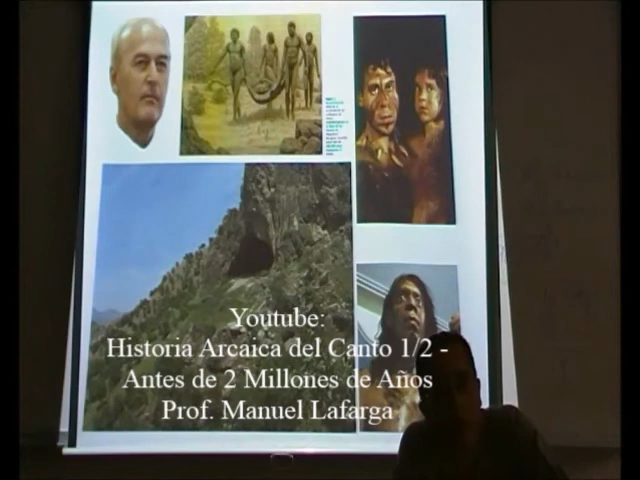 Youtube:
Historia Arcaica del Canto 1/2 -
Antes de 2 Millones de Años
Prof. Manuel Lafarga